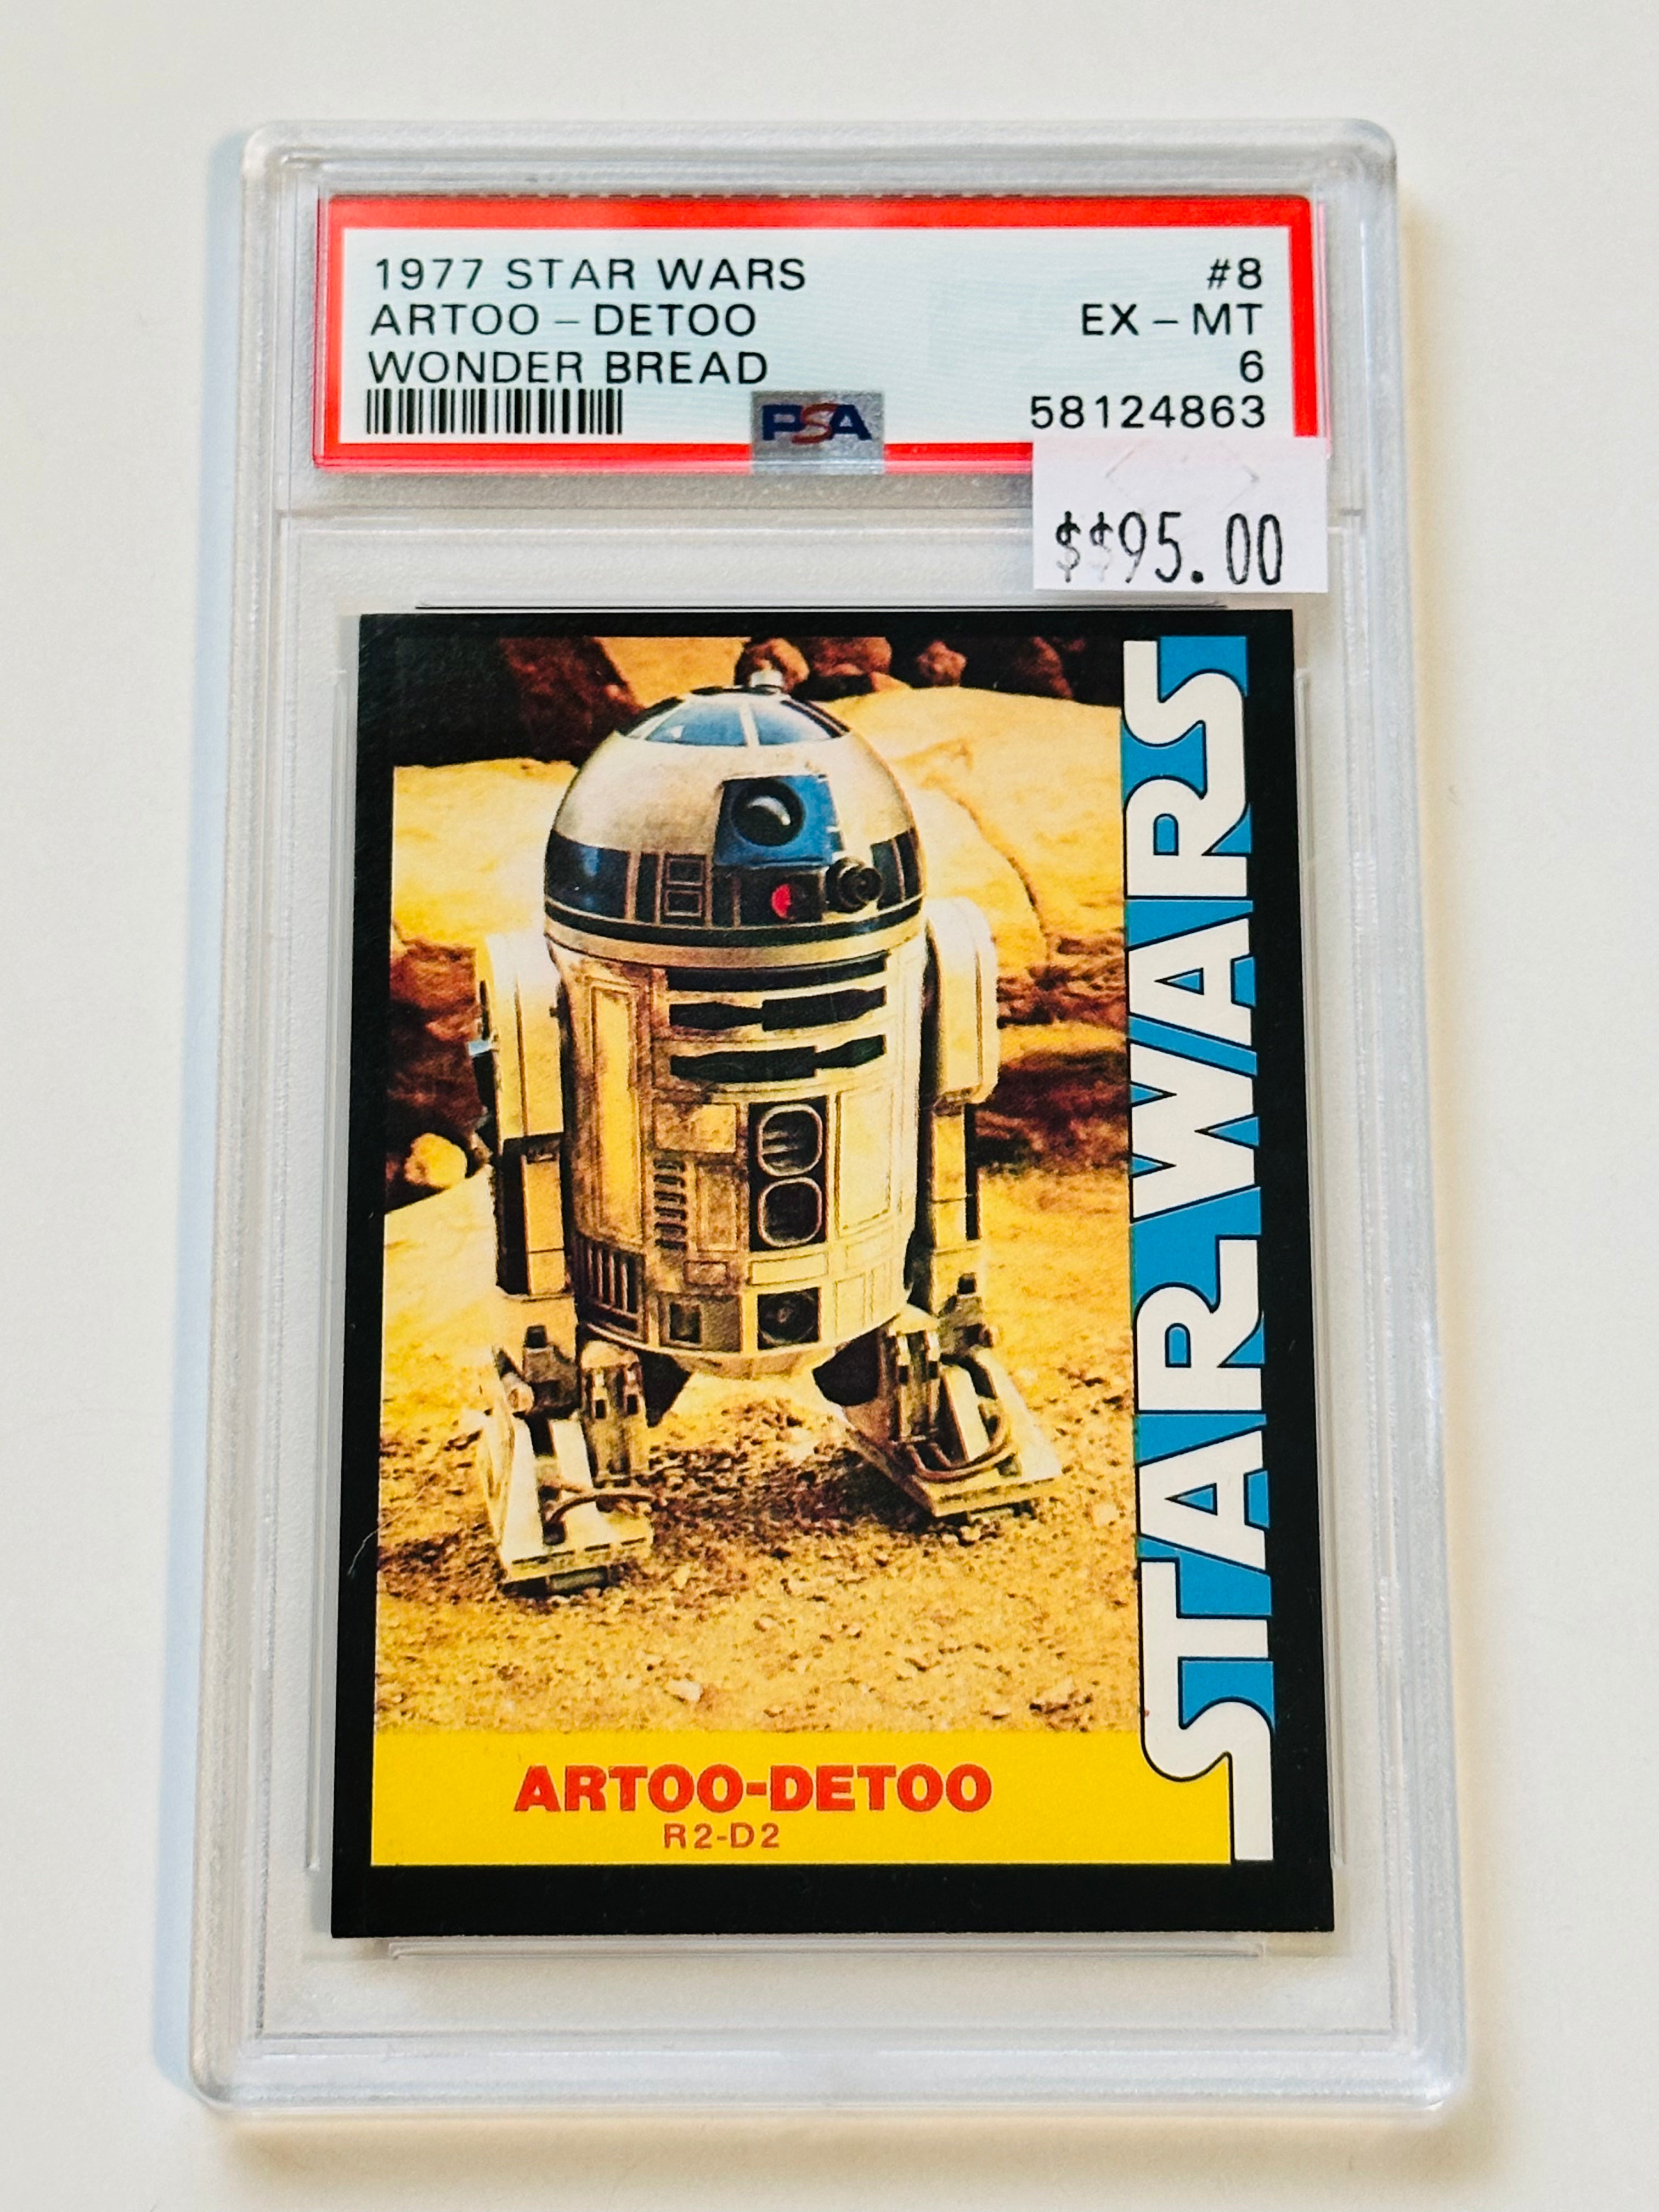 1977 STAR WARS #8
ARTOO-DETOO EX-MT
WONDER BREAD 6
PSA 58124863
$$95.00
STAR WARS
ARTOO-DETOO
R2-D2